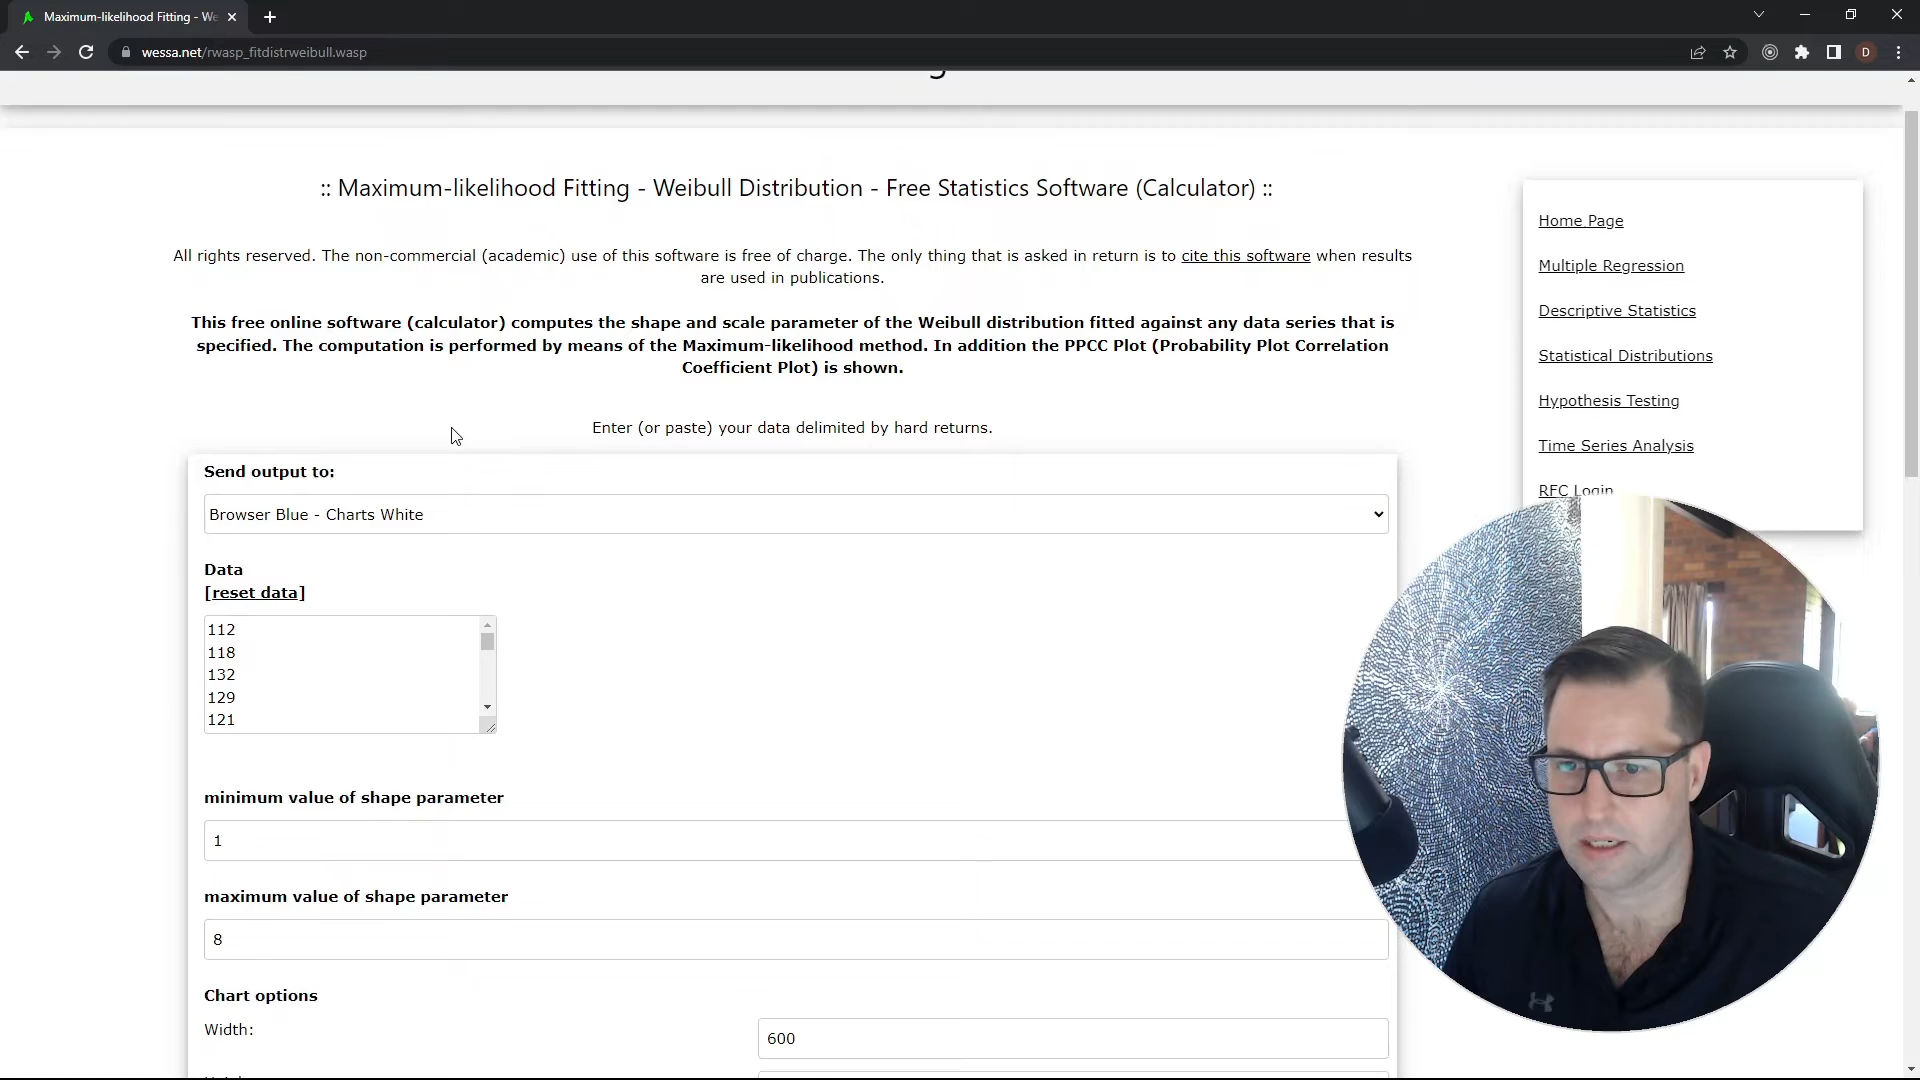 Maximum-likelihood Fitting - We
wessa.net/rwasp_fitdistrweibull.wasp
D
:: Maximum-likelihood Fitting - Weibull Distribution - Free Statistics Software (Calculator) ::
All rights reserved. The non-commercial (academic) use of this software is free of charge. The only thing that is asked in return is to cite this software when results
are used in publications.
This free online software (calculator) computes the shape and scale parameter of the Weibull distribution fitted against any data series that is
specified. The computation is performed by means of the Maximum-likelihood method. In addition the PPCC Plot (Probability Plot Correlation
Coefficient Plot) is shown.
Enter (or paste) your data delimited by hard returns.
Send output to:
Browser Blue - Charts White
Data
[reset data]
112
118
132
129
121
minimum value of shape parameter
1
maximum value of shape parameter
8
Chart options
Width:
600
Home Page
Multiple Regression
Descriptive Statistics
Statistical Distributions
Hypothesis Testing
Time Series Analysis
RFC Login